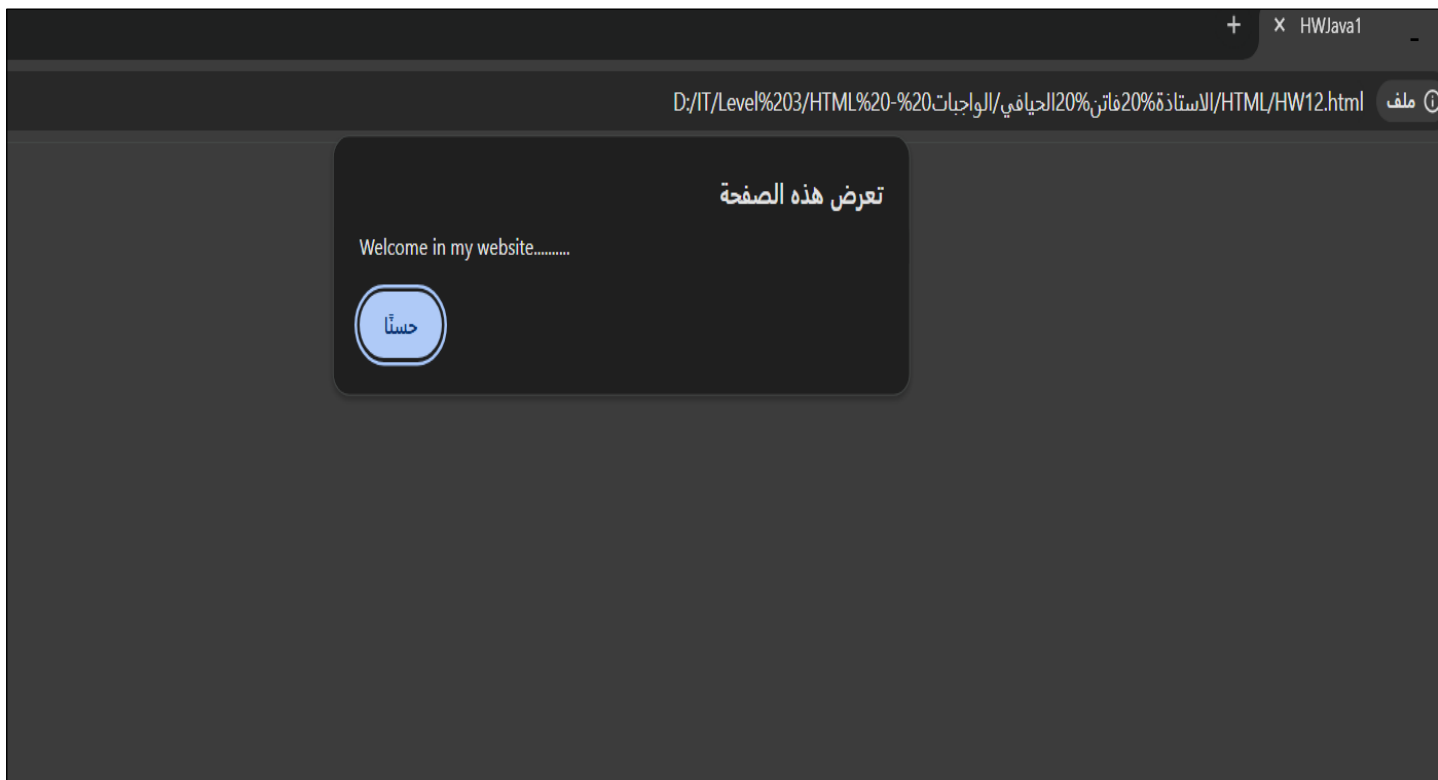 HWJava1
ملف D:/IT/Level%203/HTML%20-%20الواجبات/الاستاذة%20فاتن%20الحيافي/HTML/HW12.html
تعرض هذه الصفحة
Welcome in my website..........
حسنًا